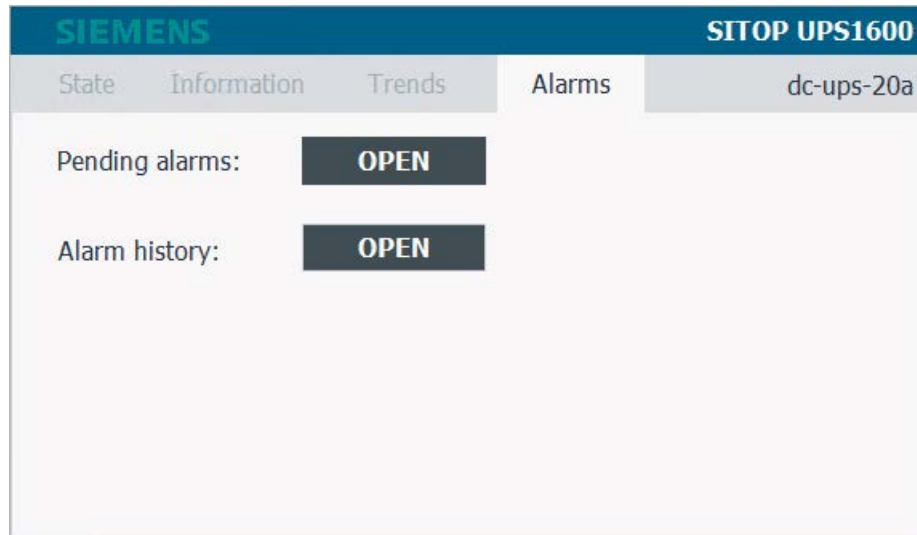 SIEMENS SITOP UPS1600
State Information Trends Alarms dc-ups-20a
Pending alarms: OPEN
Alarm history: OPEN